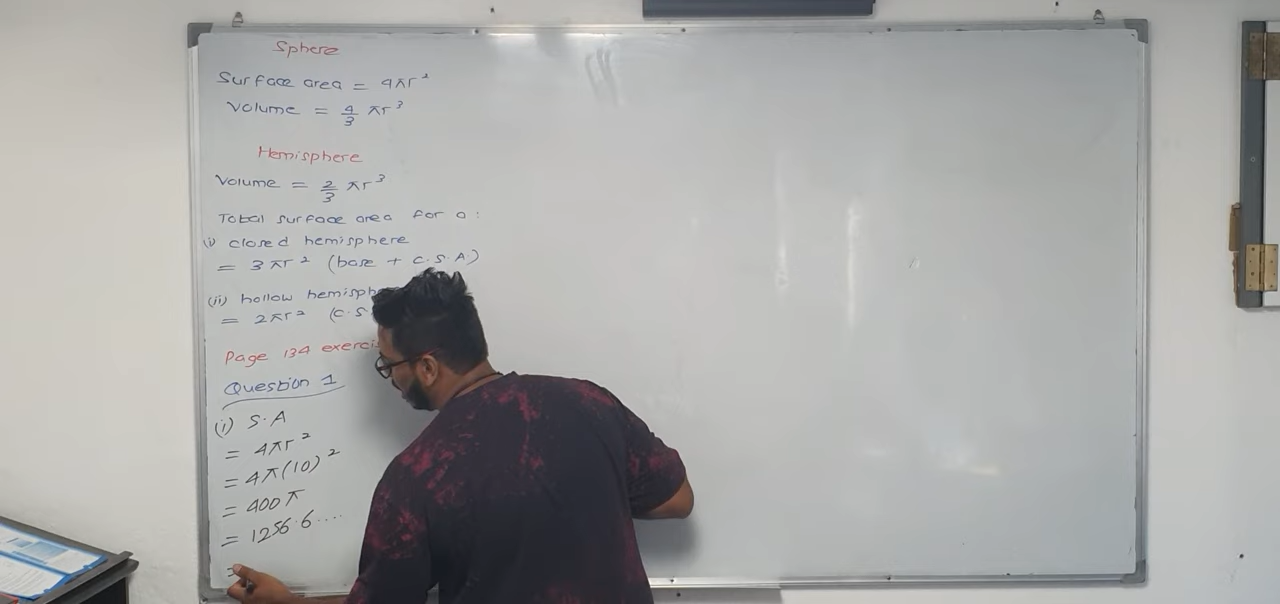 Sphere
Surface area = 4πr²
Volume = 4/3 πr³
Hemisphere
Volume = 2/3 πr³
Total surface area for a:
(i) closed hemisphere
= 3πr² (base + C.S.A)
(ii) hollow
= 2πr² (C.S
Page 134
Question 1
(i) S.A
= 4πr²
= 4π(10)²
= 400π
= 1256.6....
=